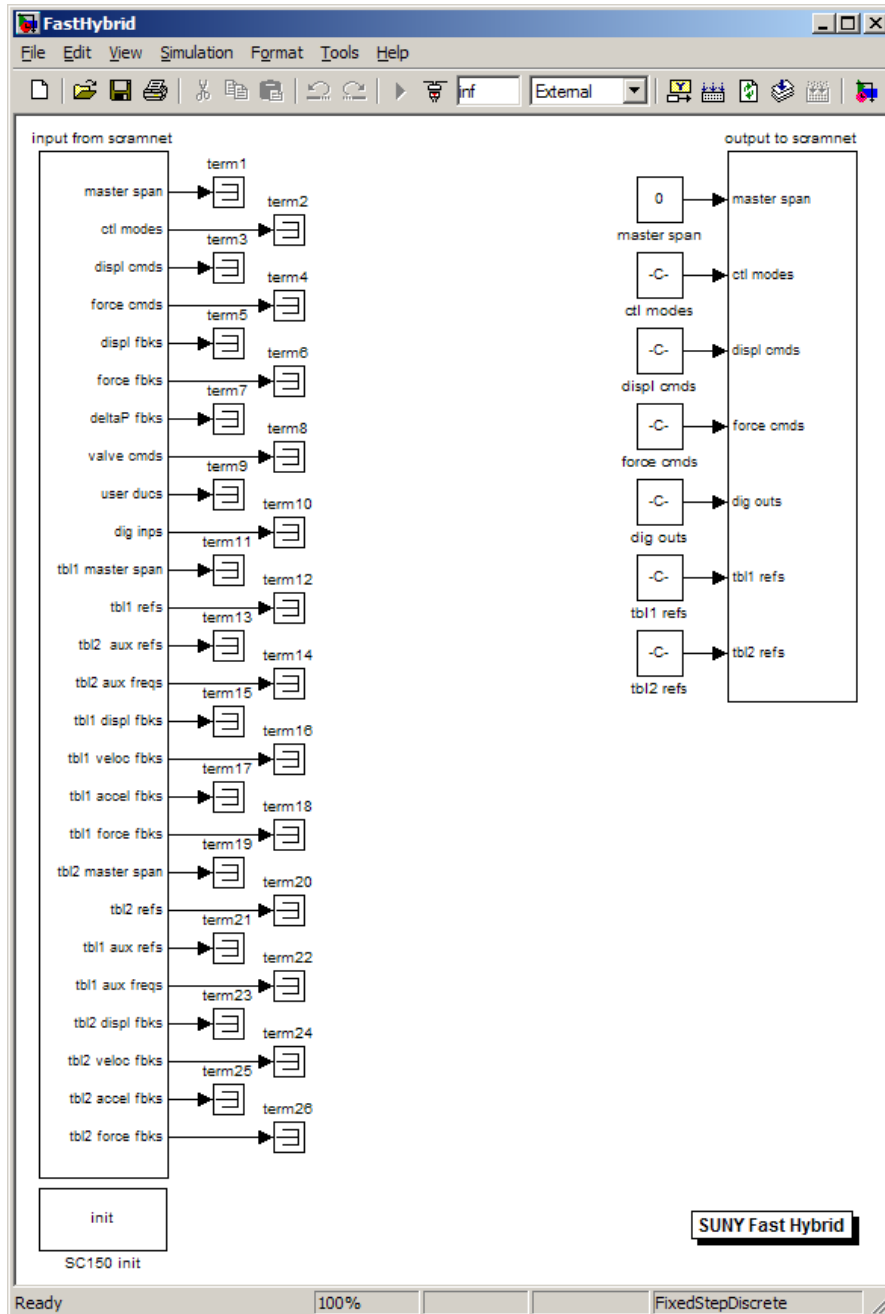 FastHybrid
File Edit View Simulation Format Tools Help
inf External
input from scramnet
master span
term1
ctl modes
term2
displ cmds
term3
force cmds
term4
displ fbks
term5
force fbks
term6
deltaP fbks
term7
valve cmds
term8
user ducs
term9
dig inps
term10
tbl1 master span
term11
tbl1 refs
term12
tbl2 aux refs
term13
tbl2 aux freqs
term14
tbl1 displ fbks
term15
tbl1 veloc fbks
term16
tbl1 accel fbks
term17
tbl1 force fbks
term18
tbl2 master span
term19
tbl2 refs
term20
tbl1 aux refs
term21
tbl1 aux freqs
term22
tbl2 displ fbks
term23
tbl2 veloc fbks
term24
tbl2 accel fbks
term25
tbl2 force fbks
term26
init
SC150 init
output to scramnet
0
master span
master span
-C-
ctl modes
ctl modes
-C-
displ cmds
displ cmds
-C-
force cmds
force cmds
-C-
dig outs
dig outs
-C-
tbl1 refs
tbl1 refs
-C-
tbl2 refs
tbl2 refs
SUNY Fast Hybrid
Ready 100% FixedStepDiscrete